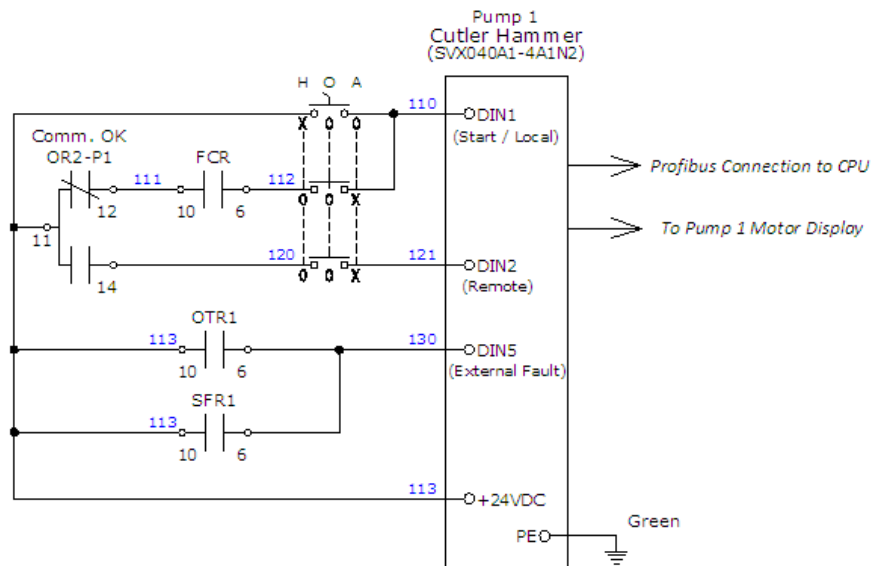 Pump 1
Cutler Hammer
(SVX040A1-4A1N2)
H O A
110
DIN1
(Start / Local)
X O O
Comm. OK
OR2-P1
FCR
111
112
12
10
6
O O X
Profibus Connection to CPU
To Pump 1 Motor Display
11
120
121
DIN2
(Remote)
14
O O X
OTR1
113
130
DIN5
(External Fault)
10
6
SFR1
113
10
6
113
+24VDC
PE
Green